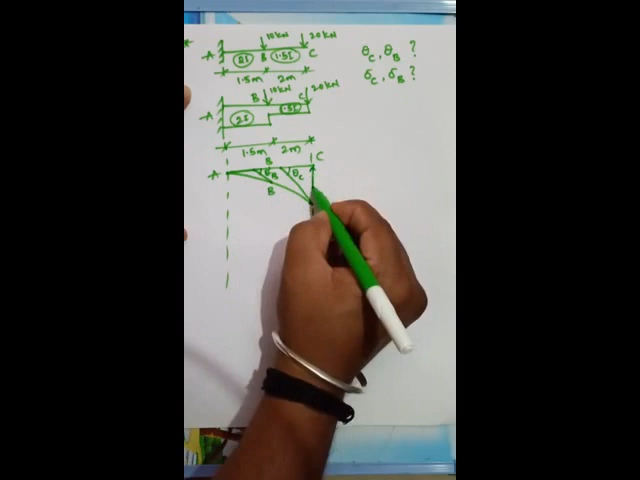 * 10kN 20kN
A 2I B 1.5I C
1.5m 2m
θC, θB ?
δC, δB ?
B 10kN C 20kN
A 2I 1.5I
1.5m 2m
B C
A θB θC
B